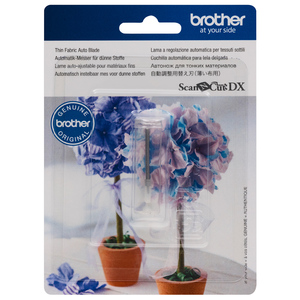 brother
at your side
Thin Fabric Auto Blade
Automatik-Messer für dünne Stoffe
Lame auto-ajustable pour matériaux fins
Automatisch instelbaar mes voor dunne stoffen
Lama a regolazione automatica per tessuti sottili
Cuchilla automática para tela delgada
Автонож для тонких материалов
自動調整用替え刃(薄い布用)
ScanNCut DX
GENUINE
brother
ORIGINAL